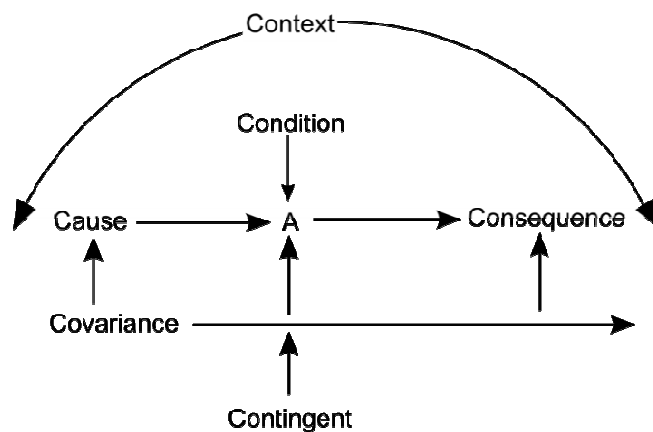 Context
Condition
Cause
A
Consequence
Covariance
Contingent